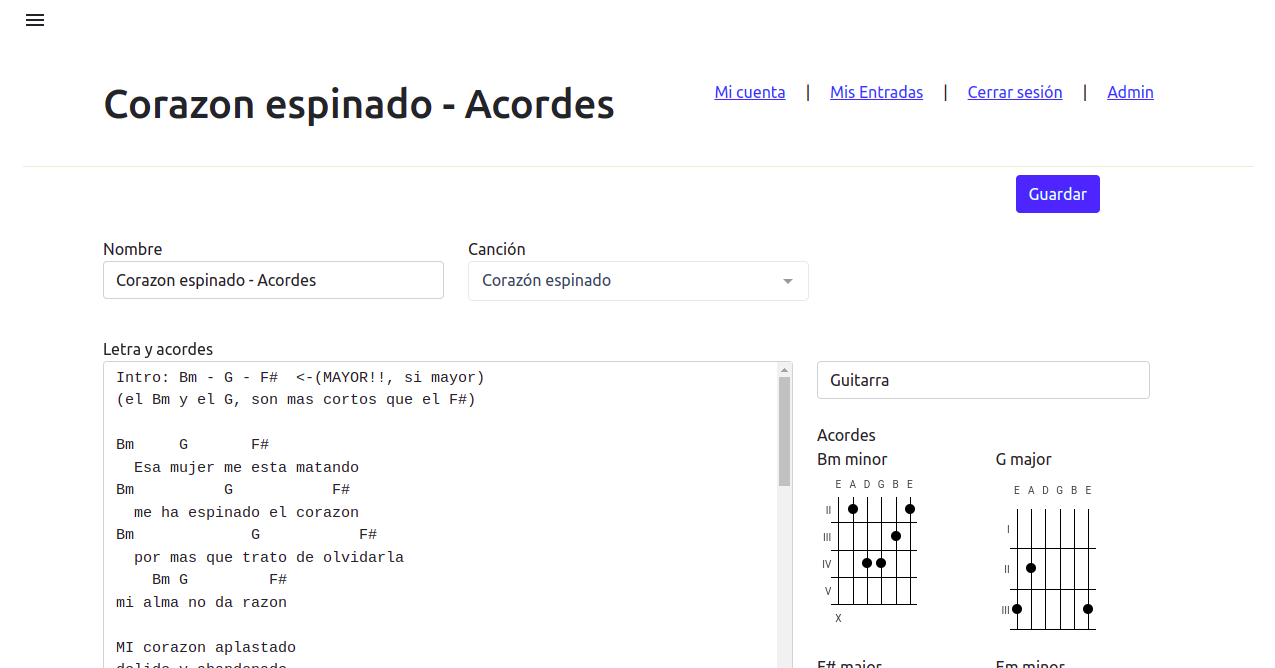 Corazon espinado - Acordes
Mi cuenta | Mis Entradas | Cerrar sesión | Admin
Guardar
Nombre
Corazon espinado - Acordes
Canción
Corazón espinado
Letra y acordes
Intro: Bm - G - F#  <-(MAYOR!!, si mayor)
(el Bm y el G, son mas cortos que el F#)
Bm     G       F#
  Esa mujer me esta matando
Bm          G           F#
  me ha espinado el corazon
Bm             G           F#
  por mas que trato de olvidarla
    Bm G         F#
mi alma no da razon
MI corazon aplastado
dolido y abandonado
Guitarra
Acordes
Bm minor
E A D G B E
II
III
IV
V
X
G major
E A D G B E
I
II
III
F# major
Em minor